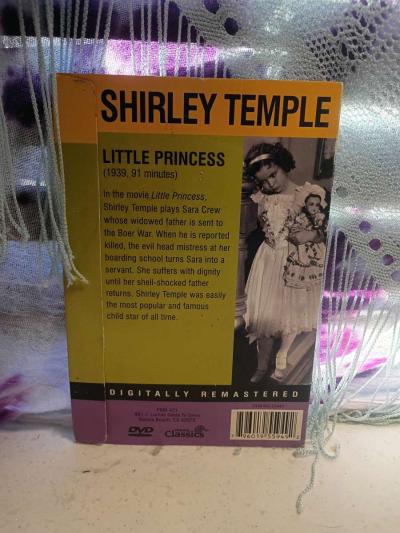 SHIRLEY TEMPLE
LITTLE PRINCESS
(1939, 91 minutes)
In the movie Little Princess,
Shirley Temple plays Sara Crew
whose widowed father is sent to
the Boer War. When he is reported
killed, the evil head mistress at her
boarding school turns Sara into a
servant. She suffers with dignity
until her shell-shocked father
returns. Shirley Temple was easily
the most popular and famous
child star of all time.
DIGITALLY REMASTERED
DVD
Classics